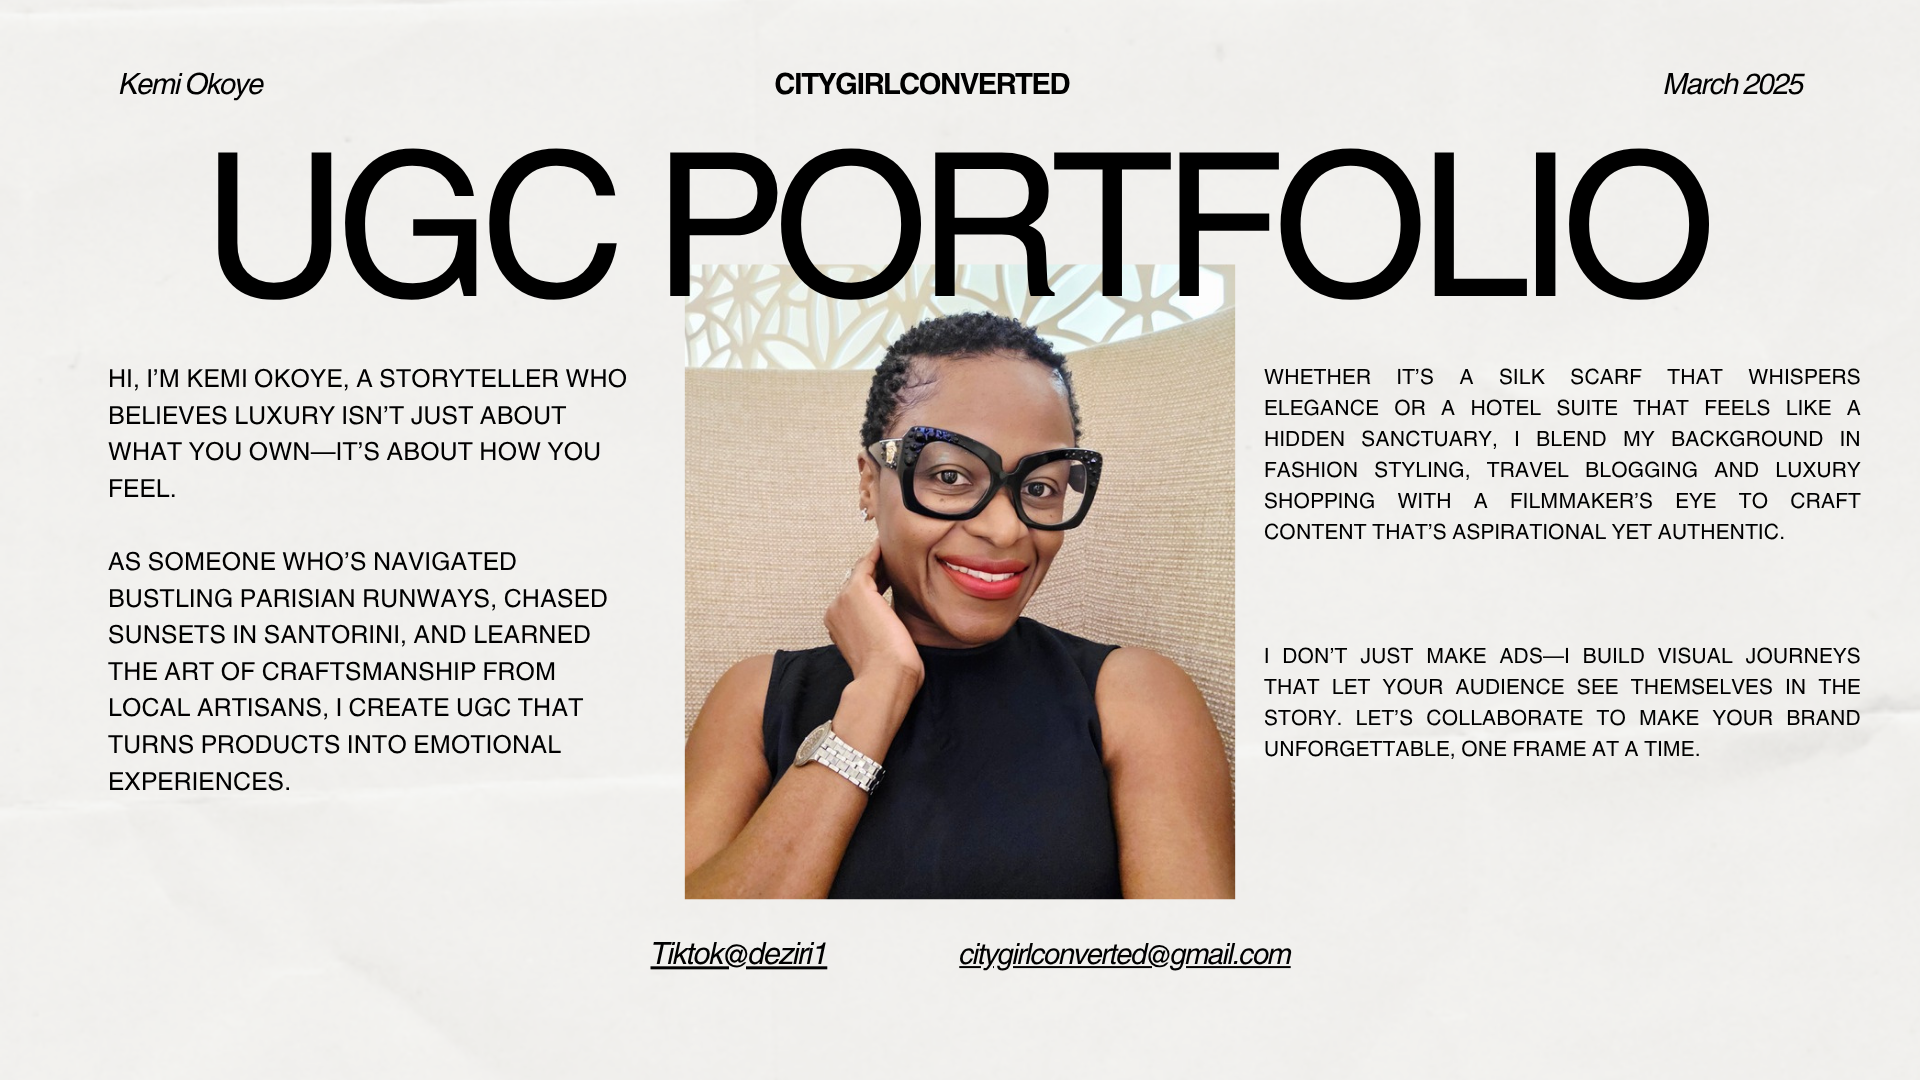 Kemi Okoye
CITYGIRLCONVERTED
March 2025
UGC PORTFOLIO
HI, I’M KEMI OKOYE, A STORYTELLER WHO
BELIEVES LUXURY ISN’T JUST ABOUT
WHAT YOU OWN—IT’S ABOUT HOW YOU
FEEL.
AS SOMEONE WHO’S NAVIGATED
BUSTLING PARISIAN RUNWAYS, CHASED
SUNSETS IN SANTORINI, AND LEARNED
THE ART OF CRAFTSMANSHIP FROM
LOCAL ARTISANS, I CREATE UGC THAT
TURNS PRODUCTS INTO EMOTIONAL
EXPERIENCES.
WHETHER IT’S A SILK SCARF THAT WHISPERS
ELEGANCE OR A HOTEL SUITE THAT FEELS LIKE A
HIDDEN SANCTUARY, I BLEND MY BACKGROUND IN
FASHION STYLING, TRAVEL BLOGGING AND LUXURY
SHOPPING WITH A FILMMAKER’S EYE TO CRAFT
CONTENT THAT’S ASPIRATIONAL YET AUTHENTIC.
I DON’T JUST MAKE ADS—I BUILD VISUAL JOURNEYS
THAT LET YOUR AUDIENCE SEE THEMSELVES IN THE
STORY. LET’S COLLABORATE TO MAKE YOUR BRAND
UNFORGETTABLE, ONE FRAME AT A TIME.
Tiktok@deziri1
citygirlconverted@gmail.com